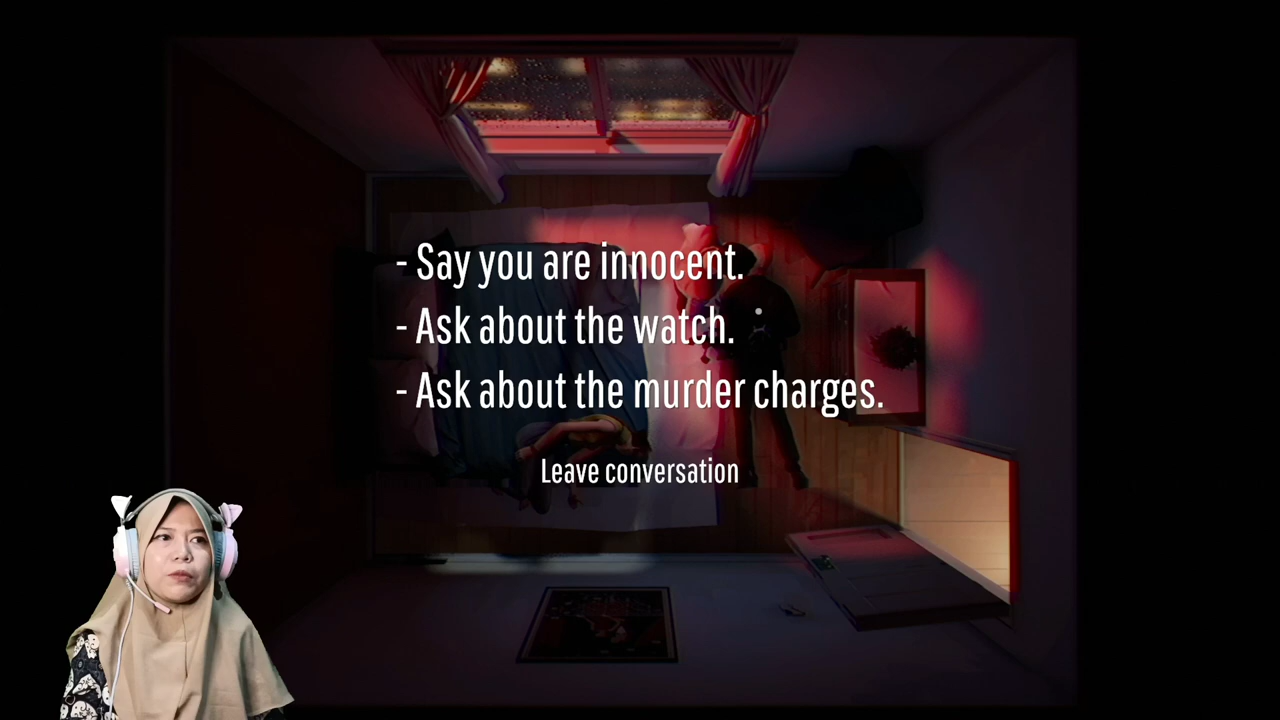 - Say you are innocent.
- Ask about the watch.
- Ask about the murder charges.
Leave conversation